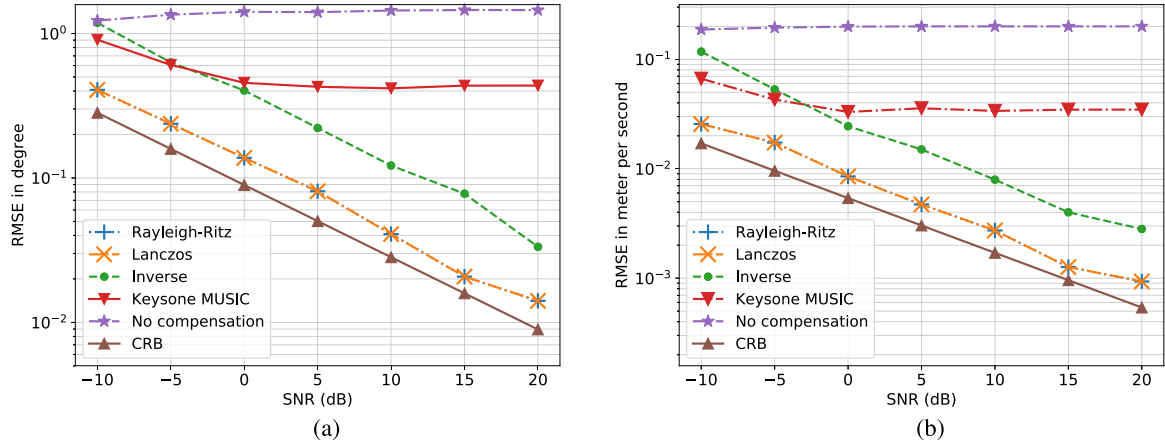 RMSE in degree
10⁰
10⁻¹
10⁻²
Rayleigh-Ritz
Lanczos
Inverse
Keysone MUSIC
No compensation
CRB
−10 −5 0 5 10 15 20
SNR (dB)
(a)
RMSE in meter per second
10⁻¹
10⁻²
10⁻³
Rayleigh-Ritz
Lanczos
Inverse
Keysone MUSIC
No compensation
CRB
−10 −5 0 5 10 15 20
SNR (dB)
(b)